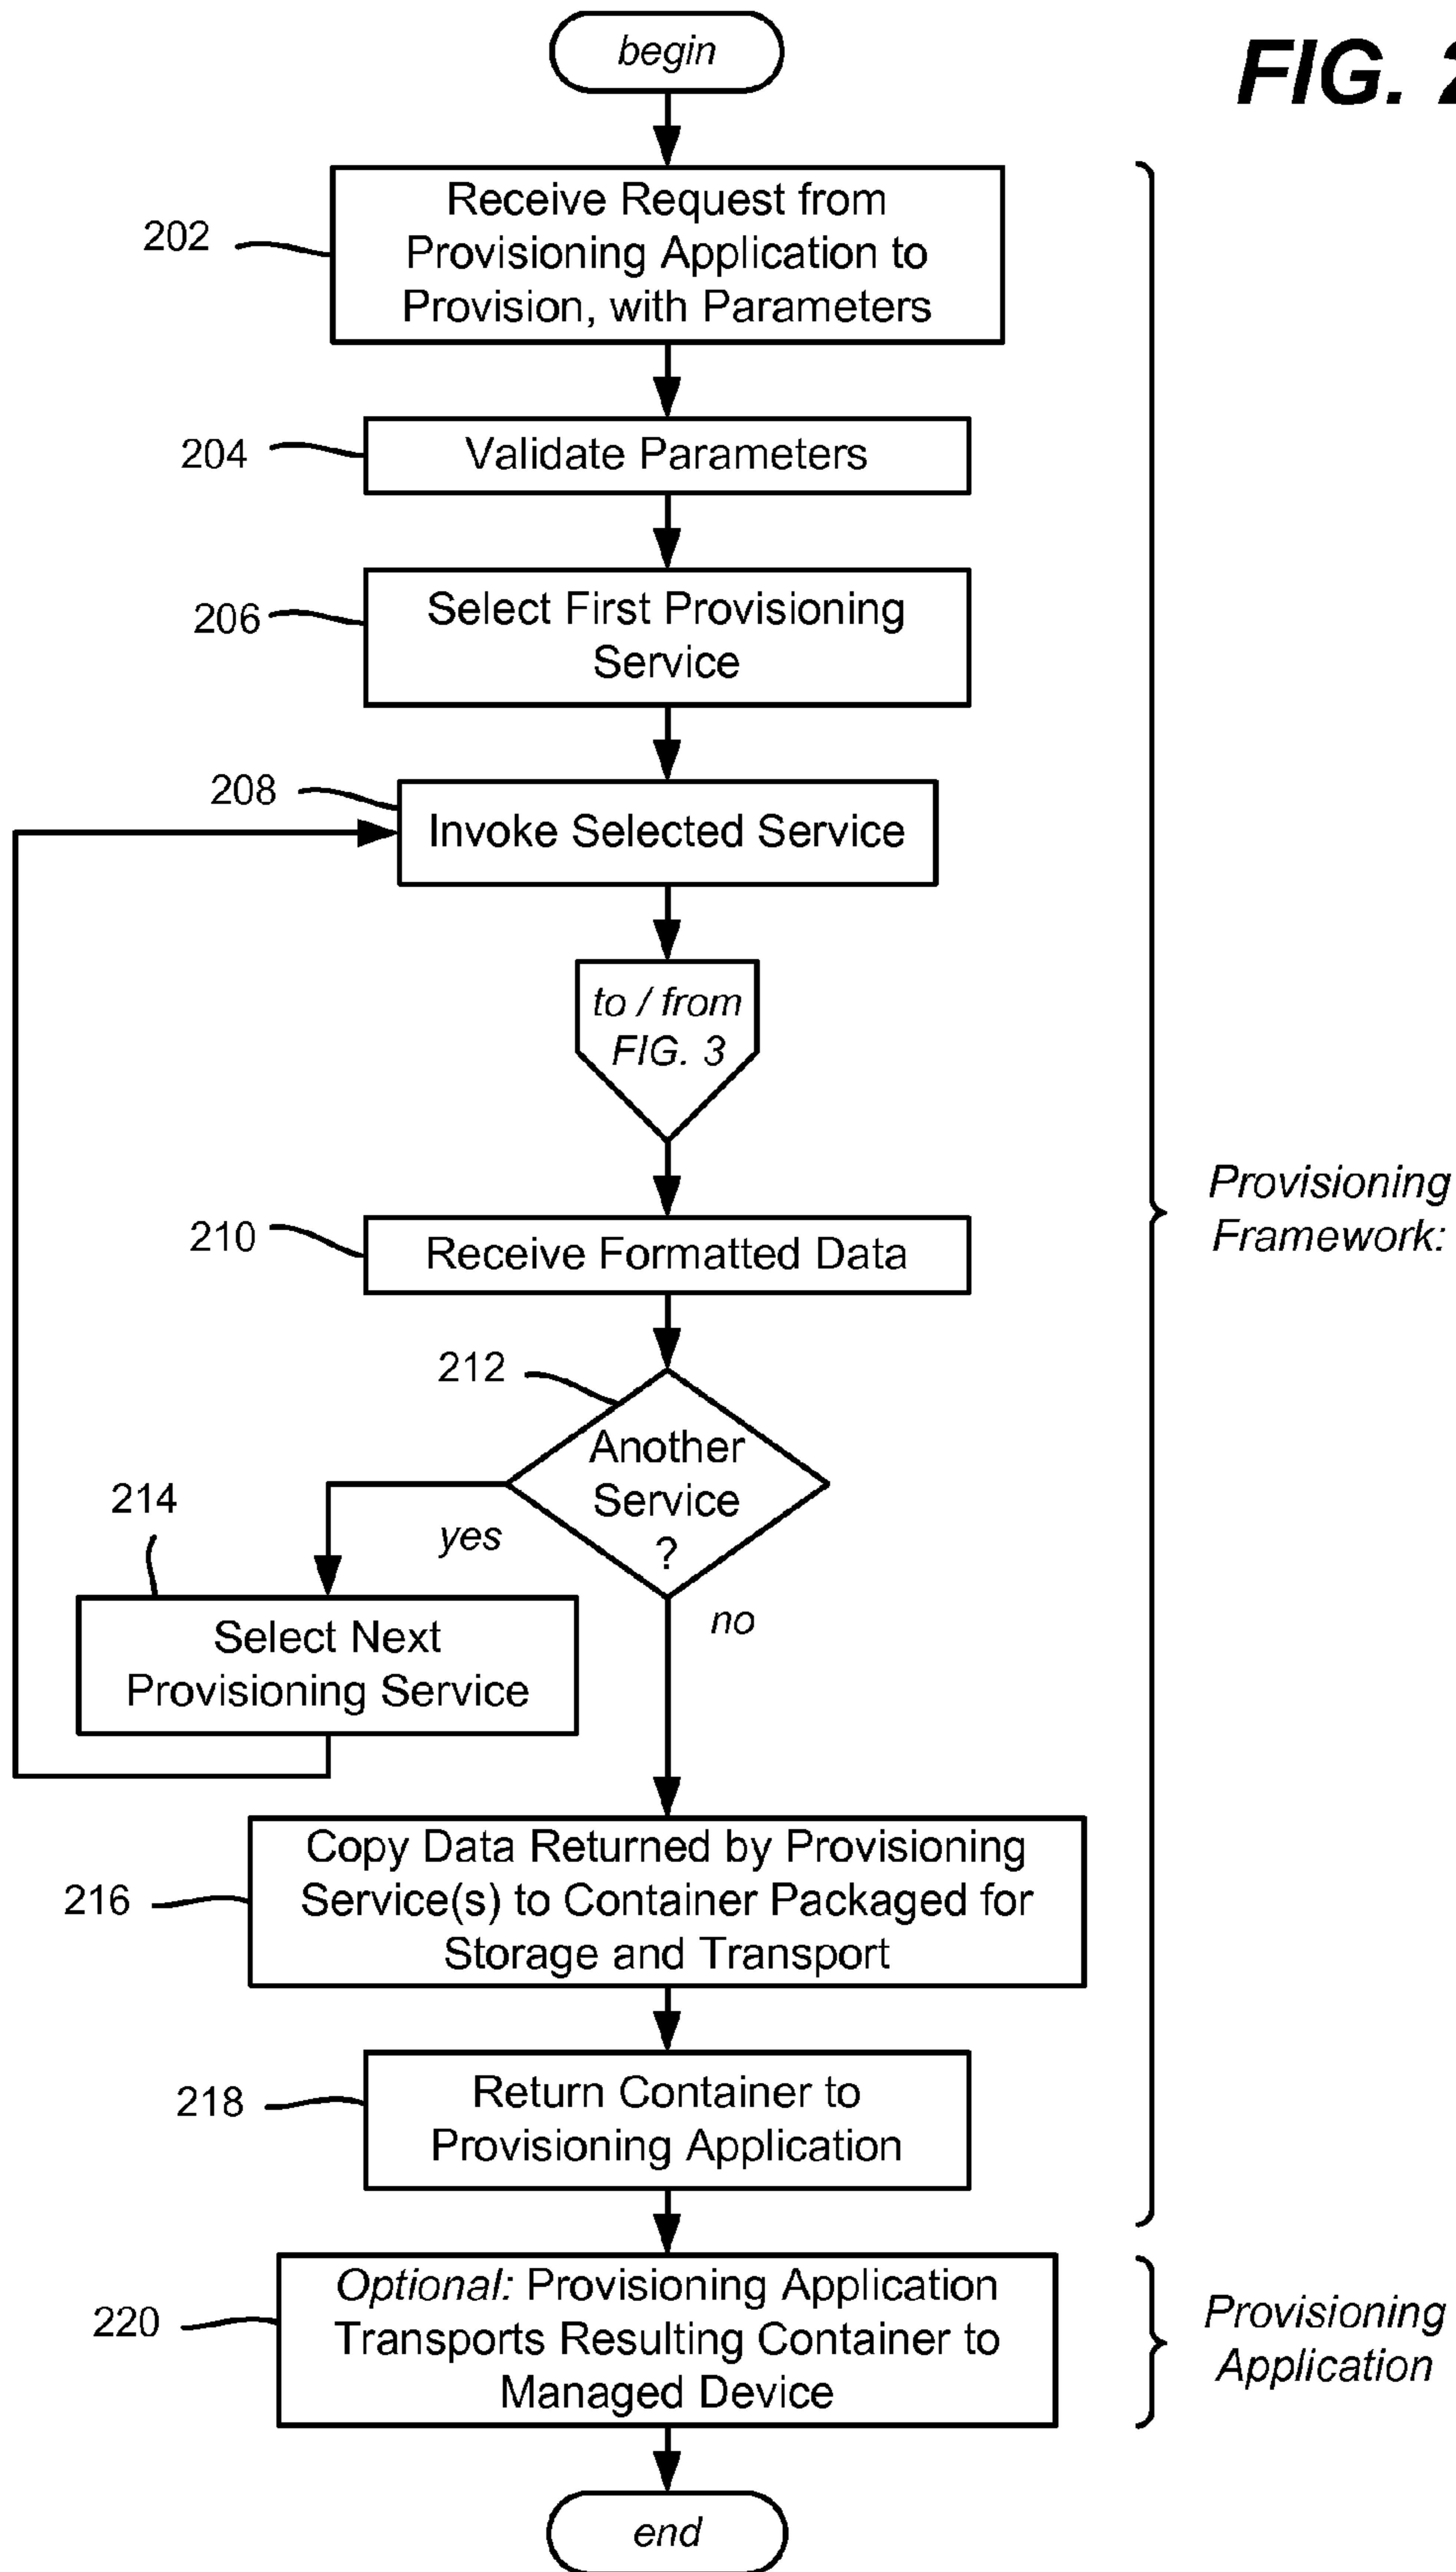 FIG. 2
begin
202
Receive Request from
Provisioning Application to
Provision, with Parameters
204
Validate Parameters
206
Select First Provisioning
Service
208
Invoke Selected Service
to / from
FIG. 3
Provisioning
Framework:
210
Receive Formatted Data
212
Another
Service
?
yes
no
214
Select Next
Provisioning Service
216
Copy Data Returned by Provisioning
Service(s) to Container Packaged for
Storage and Transport
218
Return Container to
Provisioning Application
220
Optional: Provisioning Application
Transports Resulting Container to
Managed Device
Provisioning
Application
end